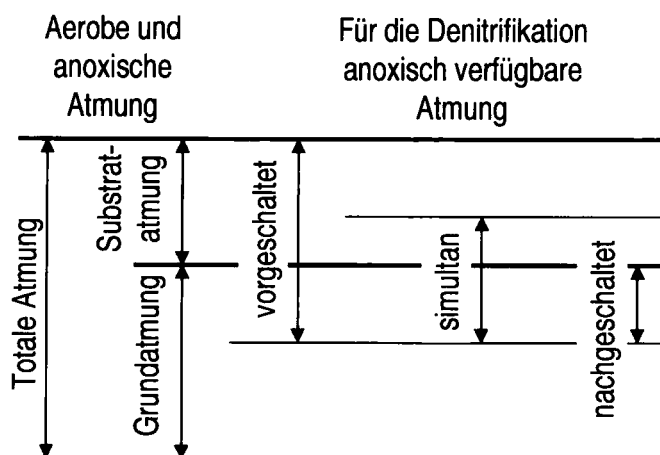 Aerobe und
anoxische
Atmung
Für die Denitrifikation
anoxisch verfügbare
Atmung
Totale Atmung
Substrat-
atmung
Grundatmung
vorgeschaltet
simultan
nachgeschaltet